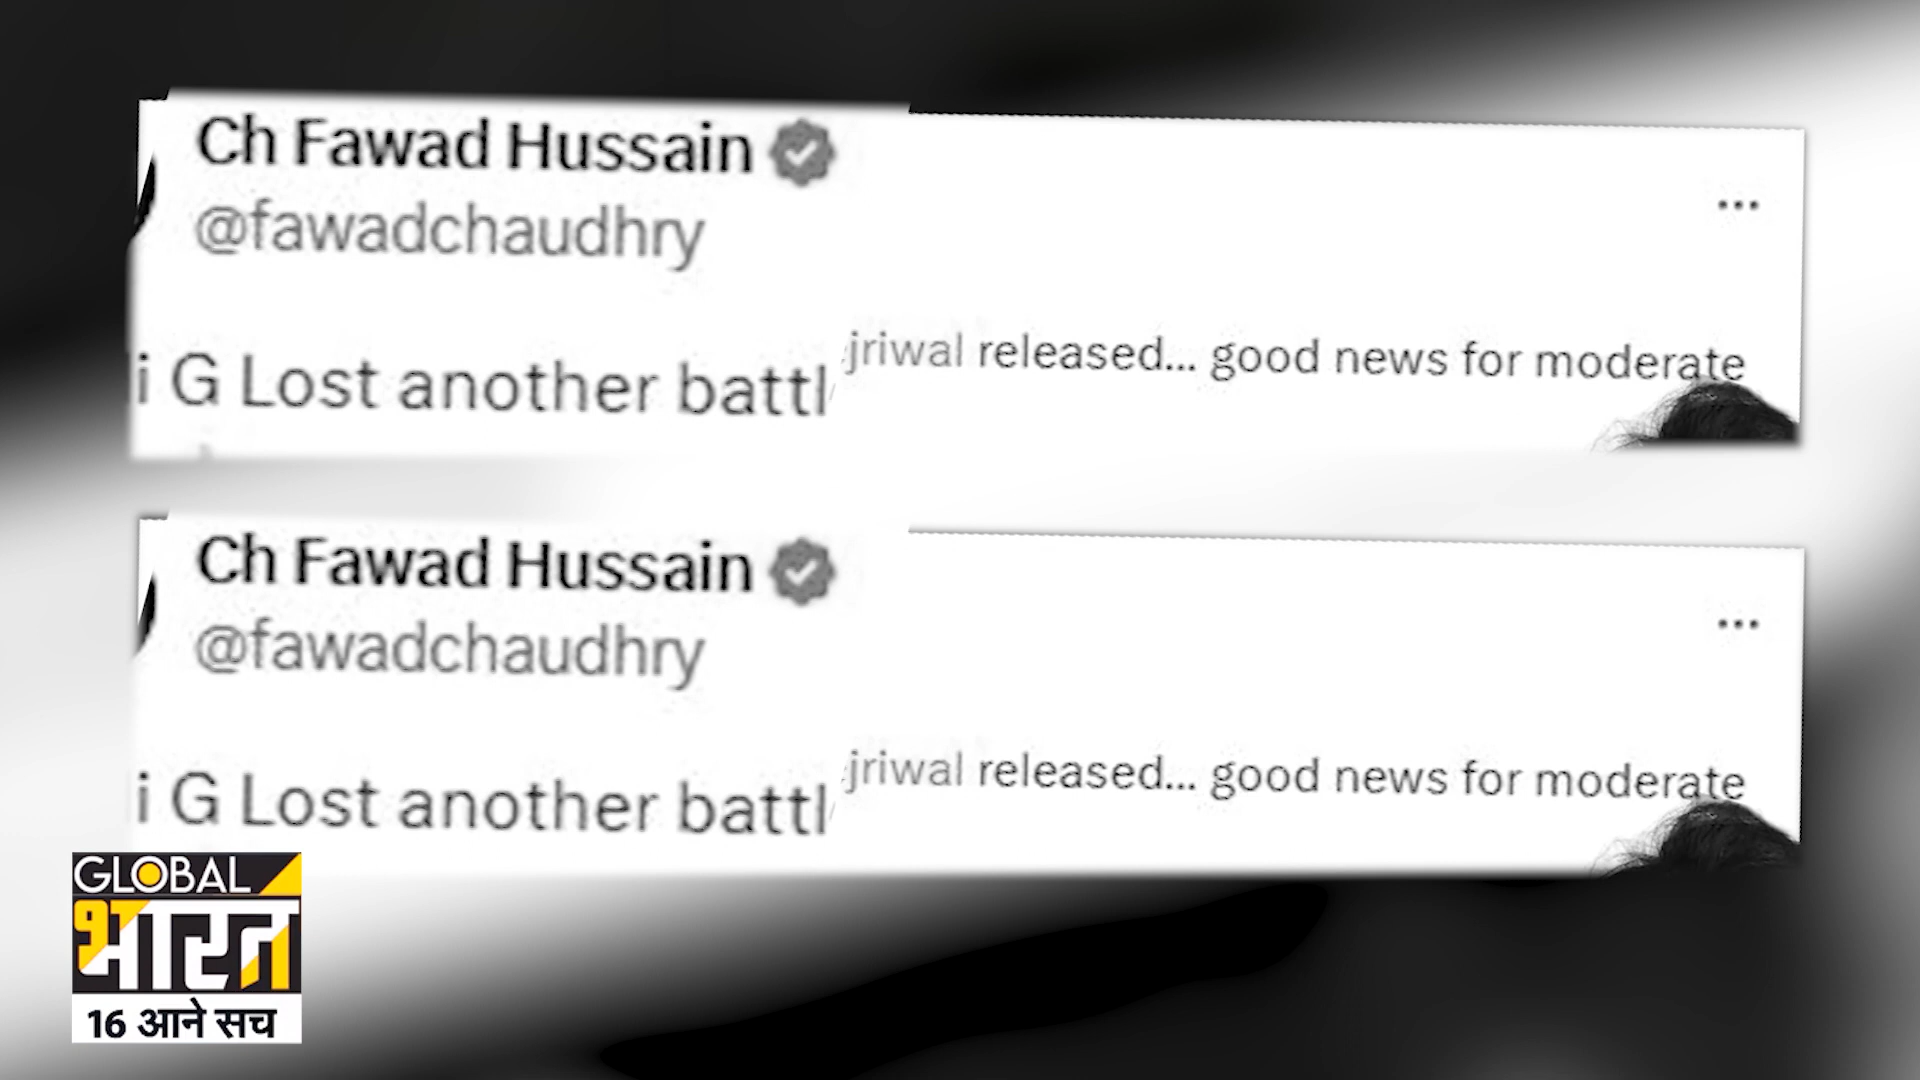 Ch Fawad Hussain
@fawadchaudhry
...
i G Lost another battl
jriwal released... good news for moderate
Ch Fawad Hussain
@fawadchaudhry
...
i G Lost another battl
jriwal released... good news for moderate
GLOBAL
भारत
16 आने सच